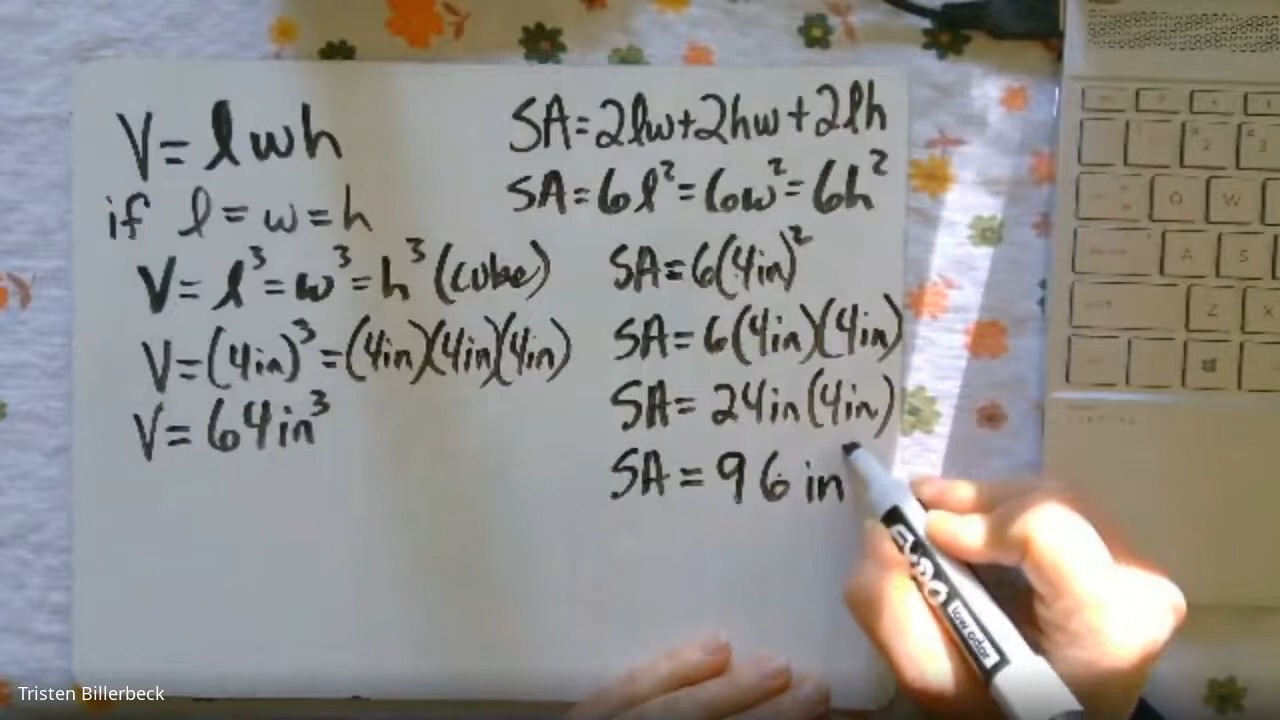 V = lwh
if l = w = h
V = l³ = w³ = h³ (cube)
V = (4in)³ = (4in)(4in)(4in)
V = 64in³
SA = 2lw + 2hw + 2lh
SA = 6l² = 6w² = 6h²
SA = 6(4in)²
SA = 6(4in)(4in)
SA = 24in(4in)
SA = 96 in
EXPO
low odor
Q W
A S
Z X
Tristen Billerbeck